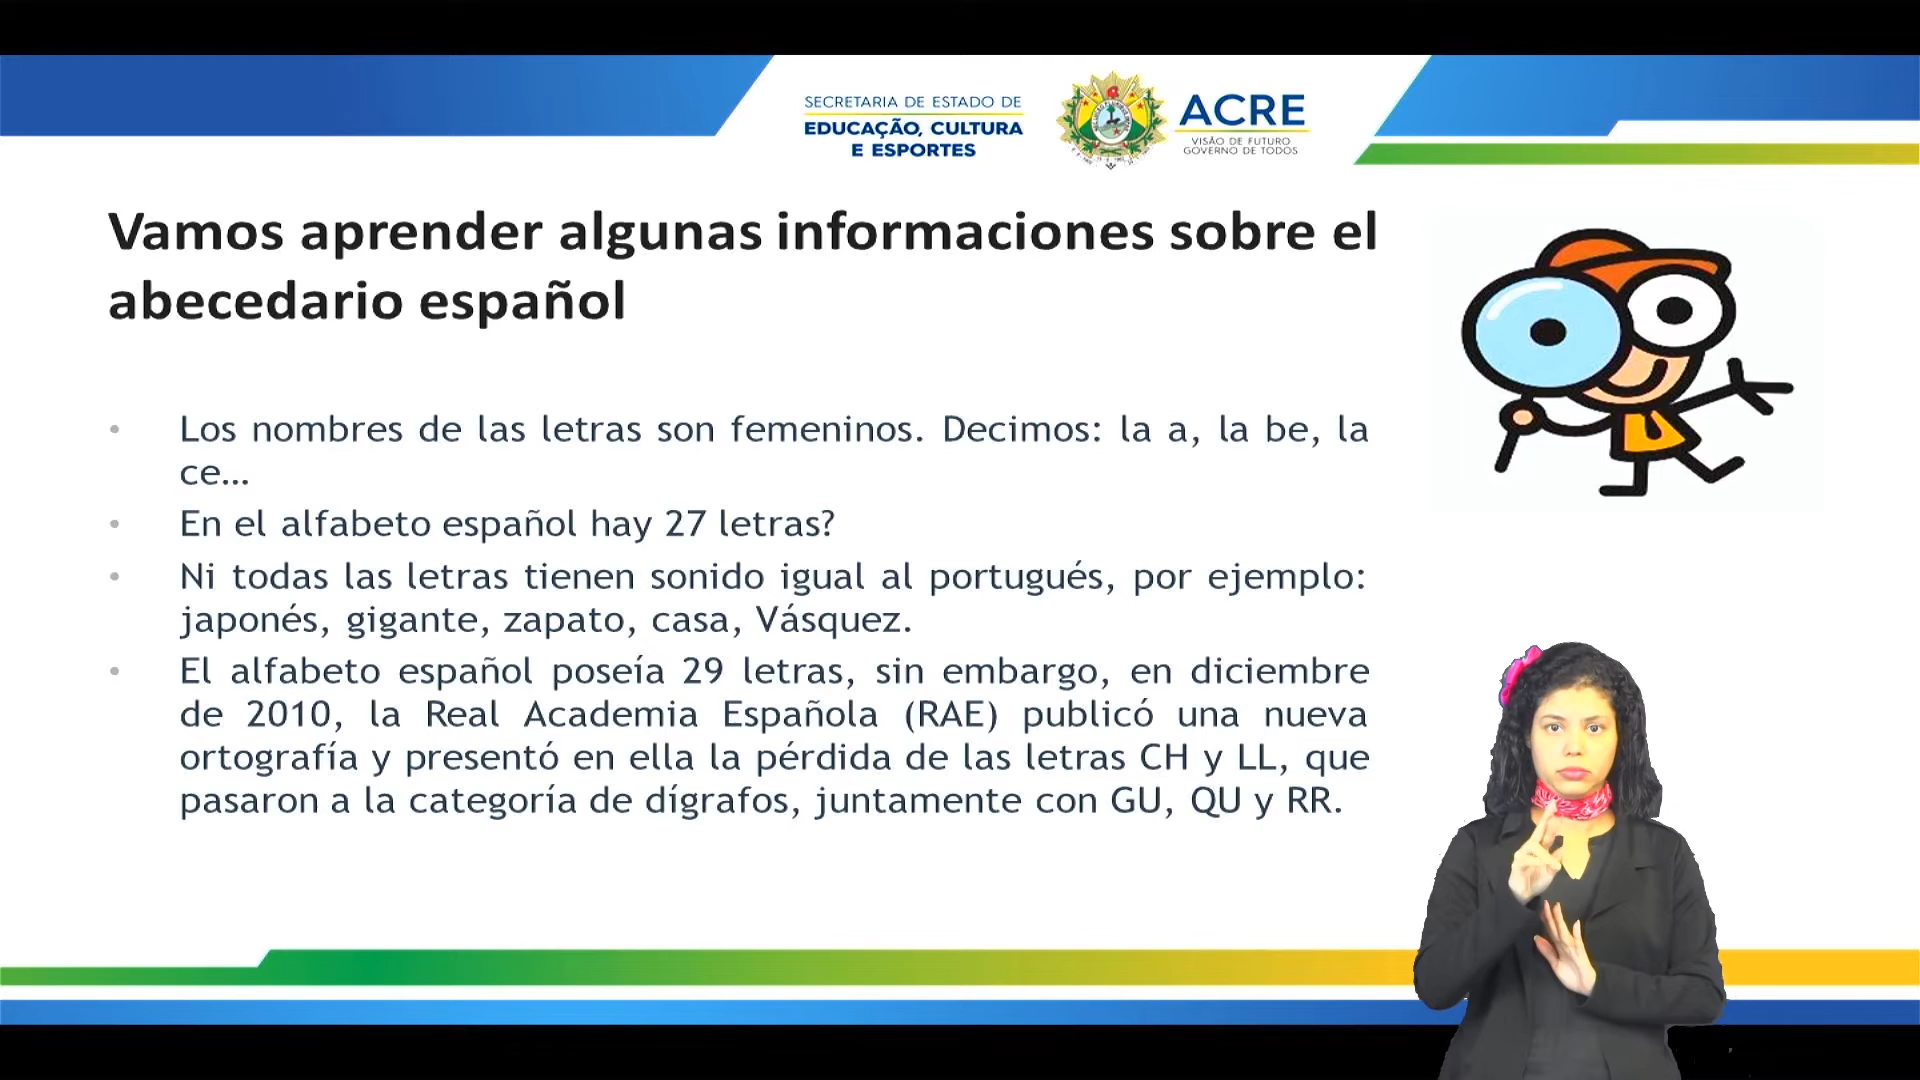 SECRETARIA DE ESTADO DE
EDUCAÇÃO, CULTURA
E ESPORTES
ACRE
VISÃO DE FUTURO
GOVERNO DE TODOS
Vamos aprender algunas informaciones sobre el
abecedario español
• Los nombres de las letras son femeninos. Decimos: la a, la be, la
ce...
• En el alfabeto español hay 27 letras?
• Ni todas las letras tienen sonido igual al portugués, por ejemplo:
japonés, gigante, zapato, casa, Vásquez.
• El alfabeto español poseía 29 letras, sin embargo, en diciembre
de 2010, la Real Academia Española (RAE) publicó una nueva
ortografía y presentó en ella la pérdida de las letras CH y LL, que
pasaron a la categoría de dígrafos, juntamente con GU, QU y RR.